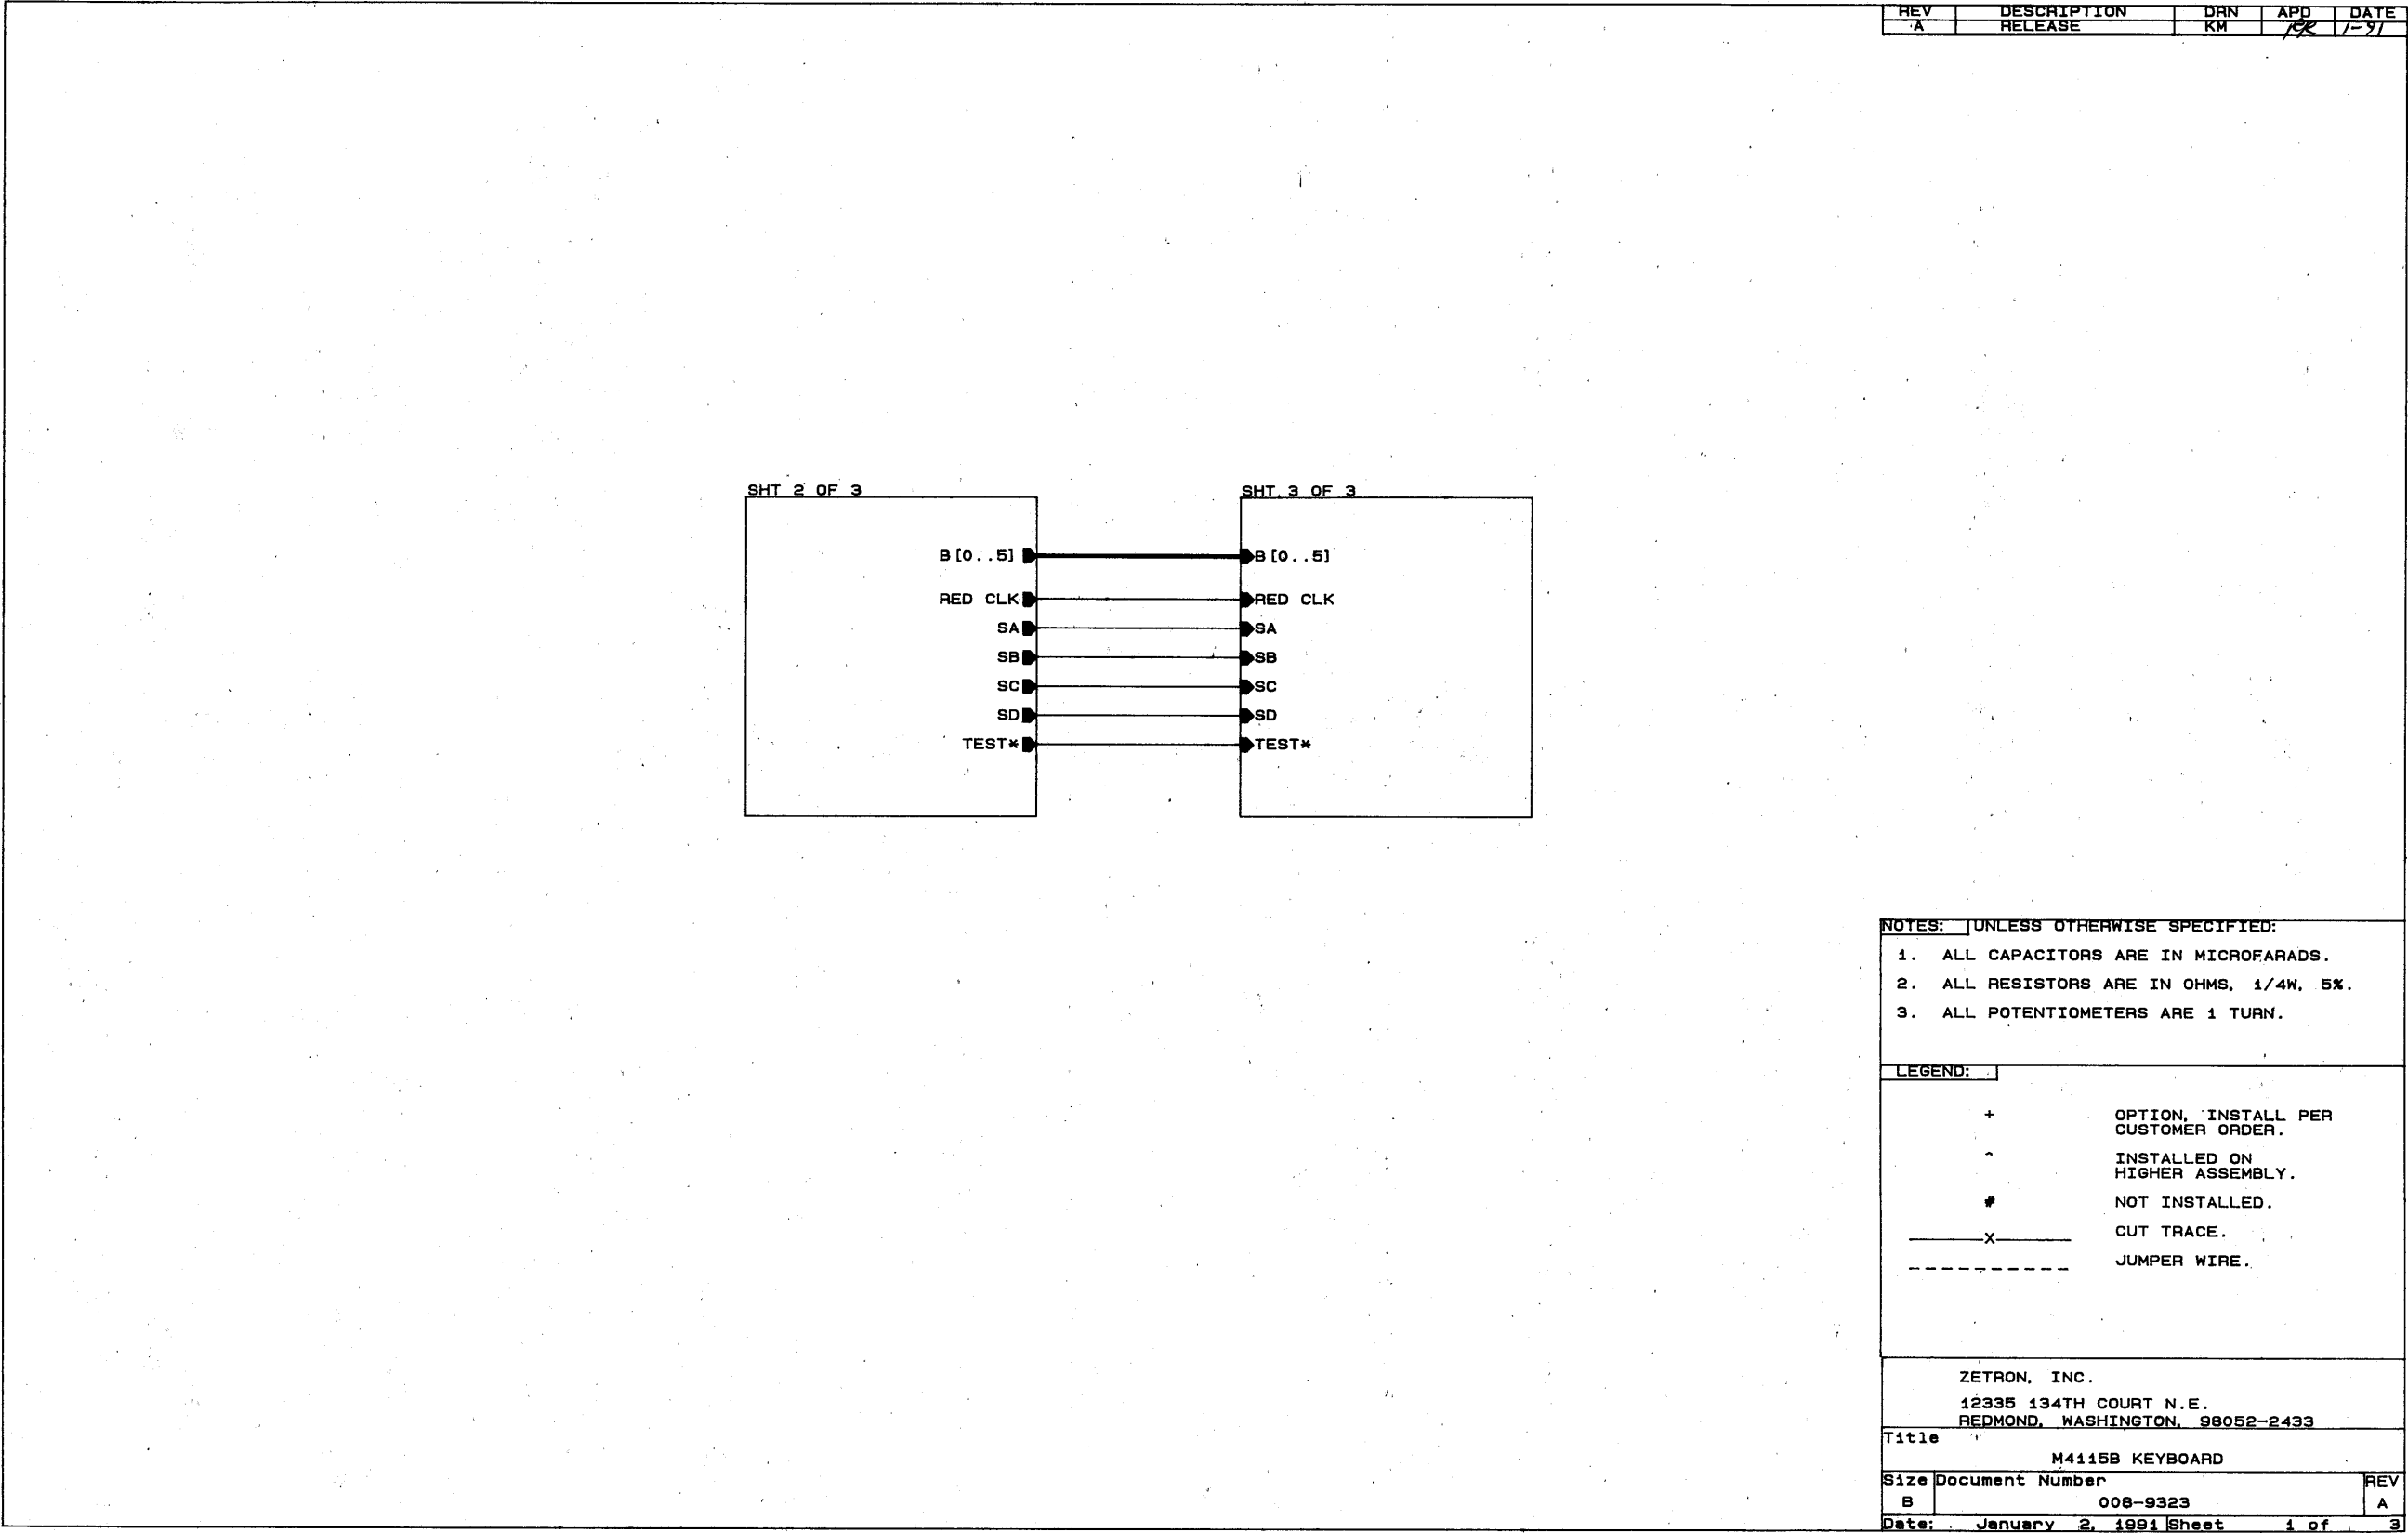 REV DESCRIPTION DRN APD DATE
A RELEASE KM RR 1-91
SHT 2 OF 3
B[0..5]
RED CLK
SA
SB
SC
SD
TEST*
SHT 3 OF 3
B[0..5]
RED CLK
SA
SB
SC
SD
TEST*
NOTES: UNLESS OTHERWISE SPECIFIED:
1. ALL CAPACITORS ARE IN MICROFARADS.
2. ALL RESISTORS ARE IN OHMS, 1/4W, 5%.
3. ALL POTENTIOMETERS ARE 1 TURN.
LEGEND:
+ OPTION, INSTALL PER
CUSTOMER ORDER.
^ INSTALLED ON
HIGHER ASSEMBLY.
# NOT INSTALLED.
X CUT TRACE.
JUMPER WIRE.
ZETRON, INC.
12335 134TH COURT N.E.
REDMOND, WASHINGTON, 98052-2433
Title
M4115B KEYBOARD
Size Document Number REV
B 008-9323 A
Date: January 2, 1991 Sheet 1 of 3